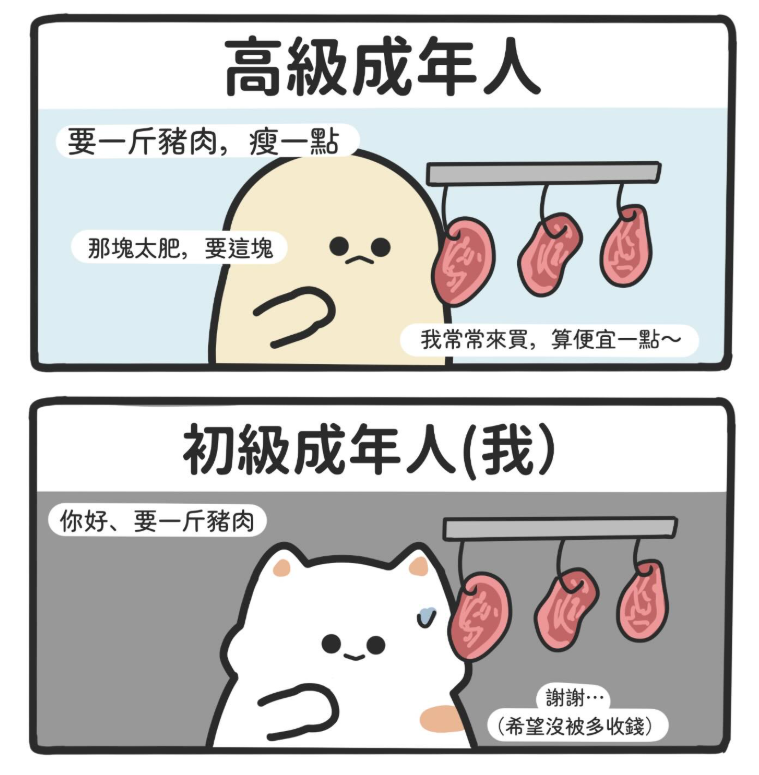 高級成年人
要一斤豬肉，瘦一點
那塊太肥，要這塊
我常常來買，算便宜一點～
初級成年人(我）
你好、要一斤豬肉
謝謝…
（希望沒被多收錢）